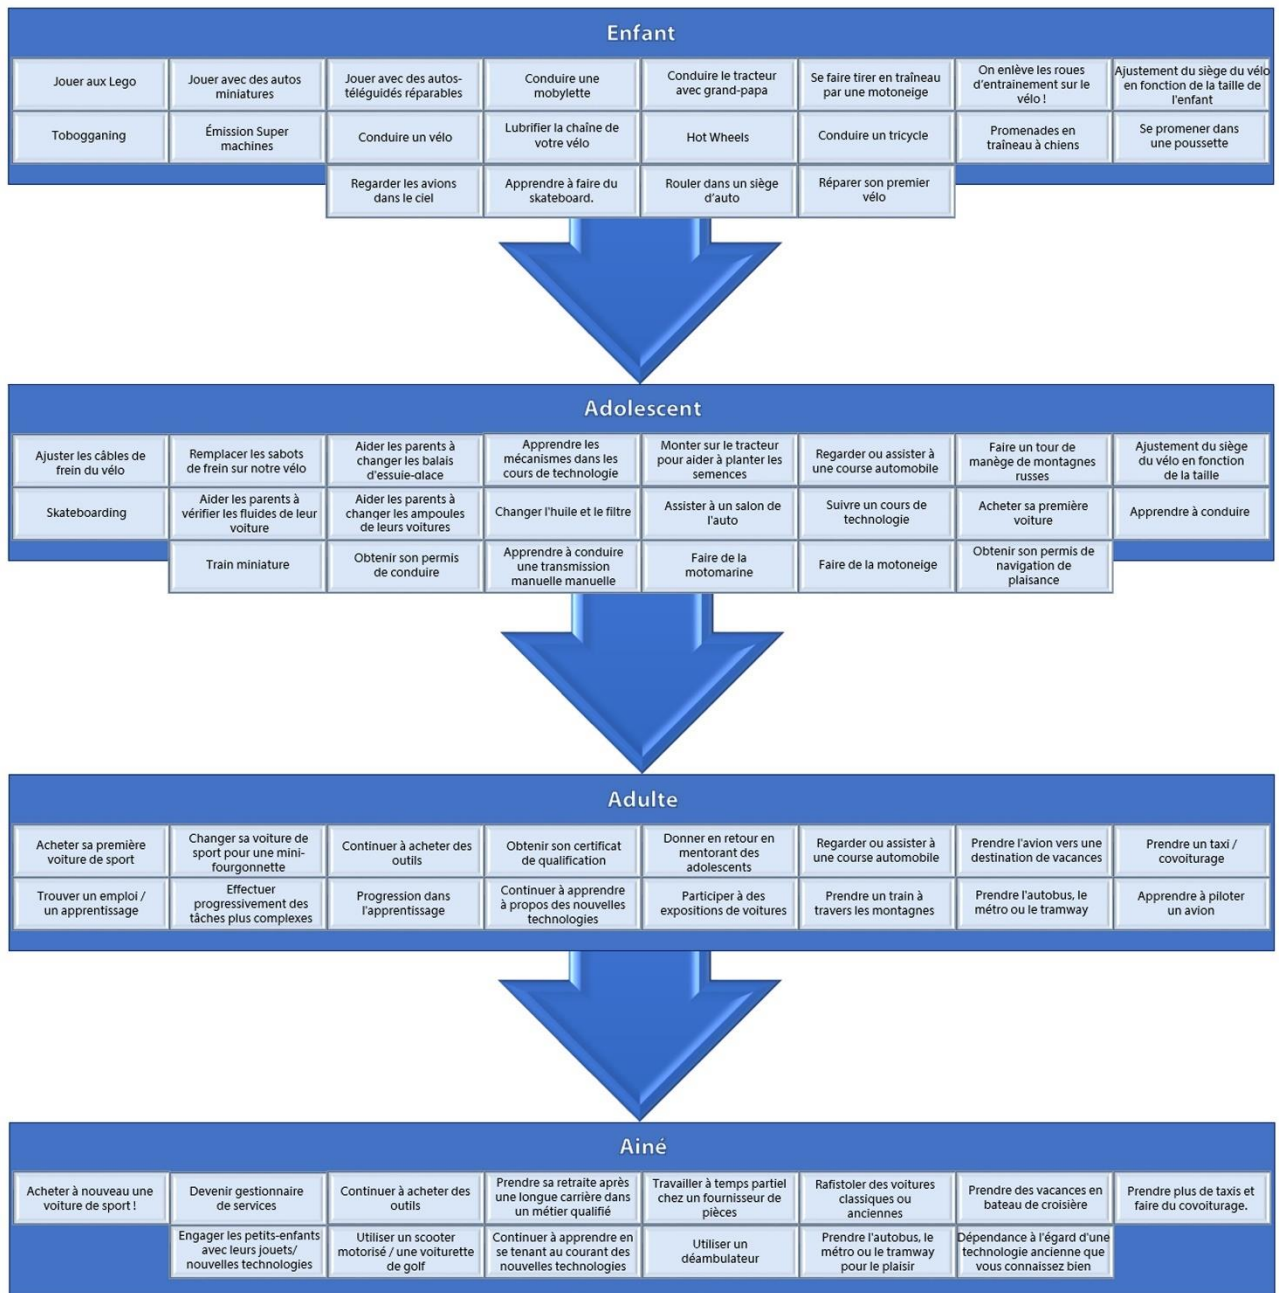 Enfant
Jouer aux Lego
Jouer avec des autos
miniatures
Jouer avec des autos-
téléguidés réparables
Conduire une
mobylette
Conduire le tracteur
avec grand-papa
Se faire tirer en traîneau
par une motoneige
On enlève les roues
d'entrainement sur le
vélo !
Ajustement du siège du vélo
en fonction de la taille de
l'enfant
Tobogganing
Émission Super
machines
Conduire un vélo
Lubrifier la chaîne de
votre vélo
Hot Wheels
Conduire un tricycle
Promenades en
traîneau à chiens
Se promener dans
une poussette
Regarder les avions
dans le ciel
Apprendre à faire du
skateboard.
Rouler dans un siège
d'auto
Réparer son premier
vélo
Adolescent
Ajuster les câbles de
frein du vélo
Remplacer les sabots
de frein sur notre vélo
Aider les parents à
changer les balais
d'essuie-glace
Apprendre les
mécanismes dans les
cours de technologie
Monter sur le tracteur
pour aider à planter les
semences
Regarder ou assister à
une course automobile
Faire un tour de
manège de montagnes
russes
Ajustement du siège
du vélo en fonction
de la taille
Skateboarding
Aider les parents à
vérifier les fluides de leur
voiture
Aider les parents à
changer les ampoules
de leurs voitures
Changer l'huile et le filtre
Assister à un salon de
l'auto
Suivre un cours de
technologie
Acheter sa première
voiture
Apprendre à conduire
Train miniature
Obtenir son permis
de conduire
Apprendre à conduire
une transmission
manuelle manuelle
Faire de la
motomarine
Faire de la motoneige
Obtenir son permis de
navigation de
plaisance
Adulte
Acheter sa première
voiture de sport
Changer sa voiture de
sport pour une mini-
fourgonnette
Continuer à acheter des
outils
Obtenir son certificat
de qualification
Donner en retour en
mentorant des
adolescents
Regarder ou assister à
une course automobile
Prendre l'avion vers une
destination de vacances
Prendre un taxi /
covoiturage
Trouver un emploi /
un apprentissage
Effectuer
progressivement des
tâches plus complexes
Progression dans
l'apprentissage
Continuer à apprendre
à propos des nouvelles
technologies
Participer à des
expositions de voitures
Prendre un train à
travers les montagnes
Prendre l'autobus, le
métro ou le tramway
Apprendre à piloter
un avion
Ainé
Acheter à nouveau une
voiture de sport !
Devenir gestionnaire
de services
Continuer à acheter des
outils
Prendre sa retraite après
une longue carrière dans
un métier qualifié
Travailler à temps partiel
chez un fournisseur de
pièces
Rafistoler des voitures
classiques ou
anciennes
Prendre des vacances en
bateau de croisière
Prendre plus de taxis et
faire du covoiturage.
Engager les petits-enfants
avec leurs jouets/
nouvelles technologies
Utiliser un scooter
motorisé / une voiturette
de golf
Continuer à apprendre en
se tenant au courant des
nouvelles technologies
Utiliser un
déambulateur
Prendre l'autobus, le
métro ou le tramway
pour le plaisir
Dépendance à l'égard d'une
technologie ancienne que
vous connaissez bien